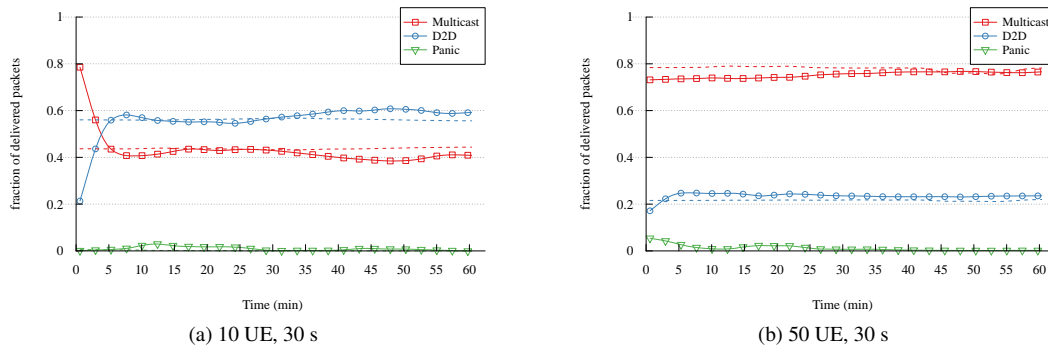 1
0.8
0.6
0.4
0.2
0
fraction of delivered packets
Multicast
D2D
Panic
0 5 10 15 20 25 30 35 40 45 50 55 60
Time (min)
(a) 10 UE, 30 s
1
0.8
0.6
0.4
0.2
0
fraction of delivered packets
Multicast
D2D
Panic
0 5 10 15 20 25 30 35 40 45 50 55 60
Time (min)
(b) 50 UE, 30 s